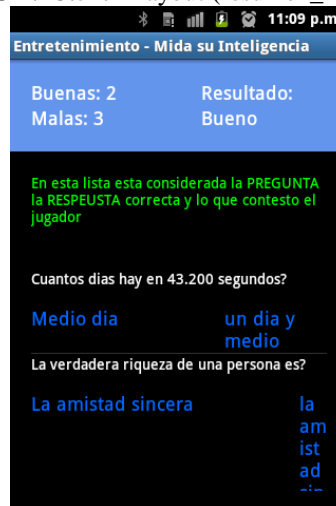 11:09 p.m
Entretenimiento - Mida su Inteligencia
Buenas: 2 Resultado:
Malas: 3 Bueno
En esta lista esta considerada la PREGUNTA
la RESPEUSTA correcta y lo que contesto el
jugador
Cuantos dias hay en 43.200 segundos?
Medio dia un dia y
medio
La verdadera riqueza de una persona es?
La amistad sincera la
am
ist
ad